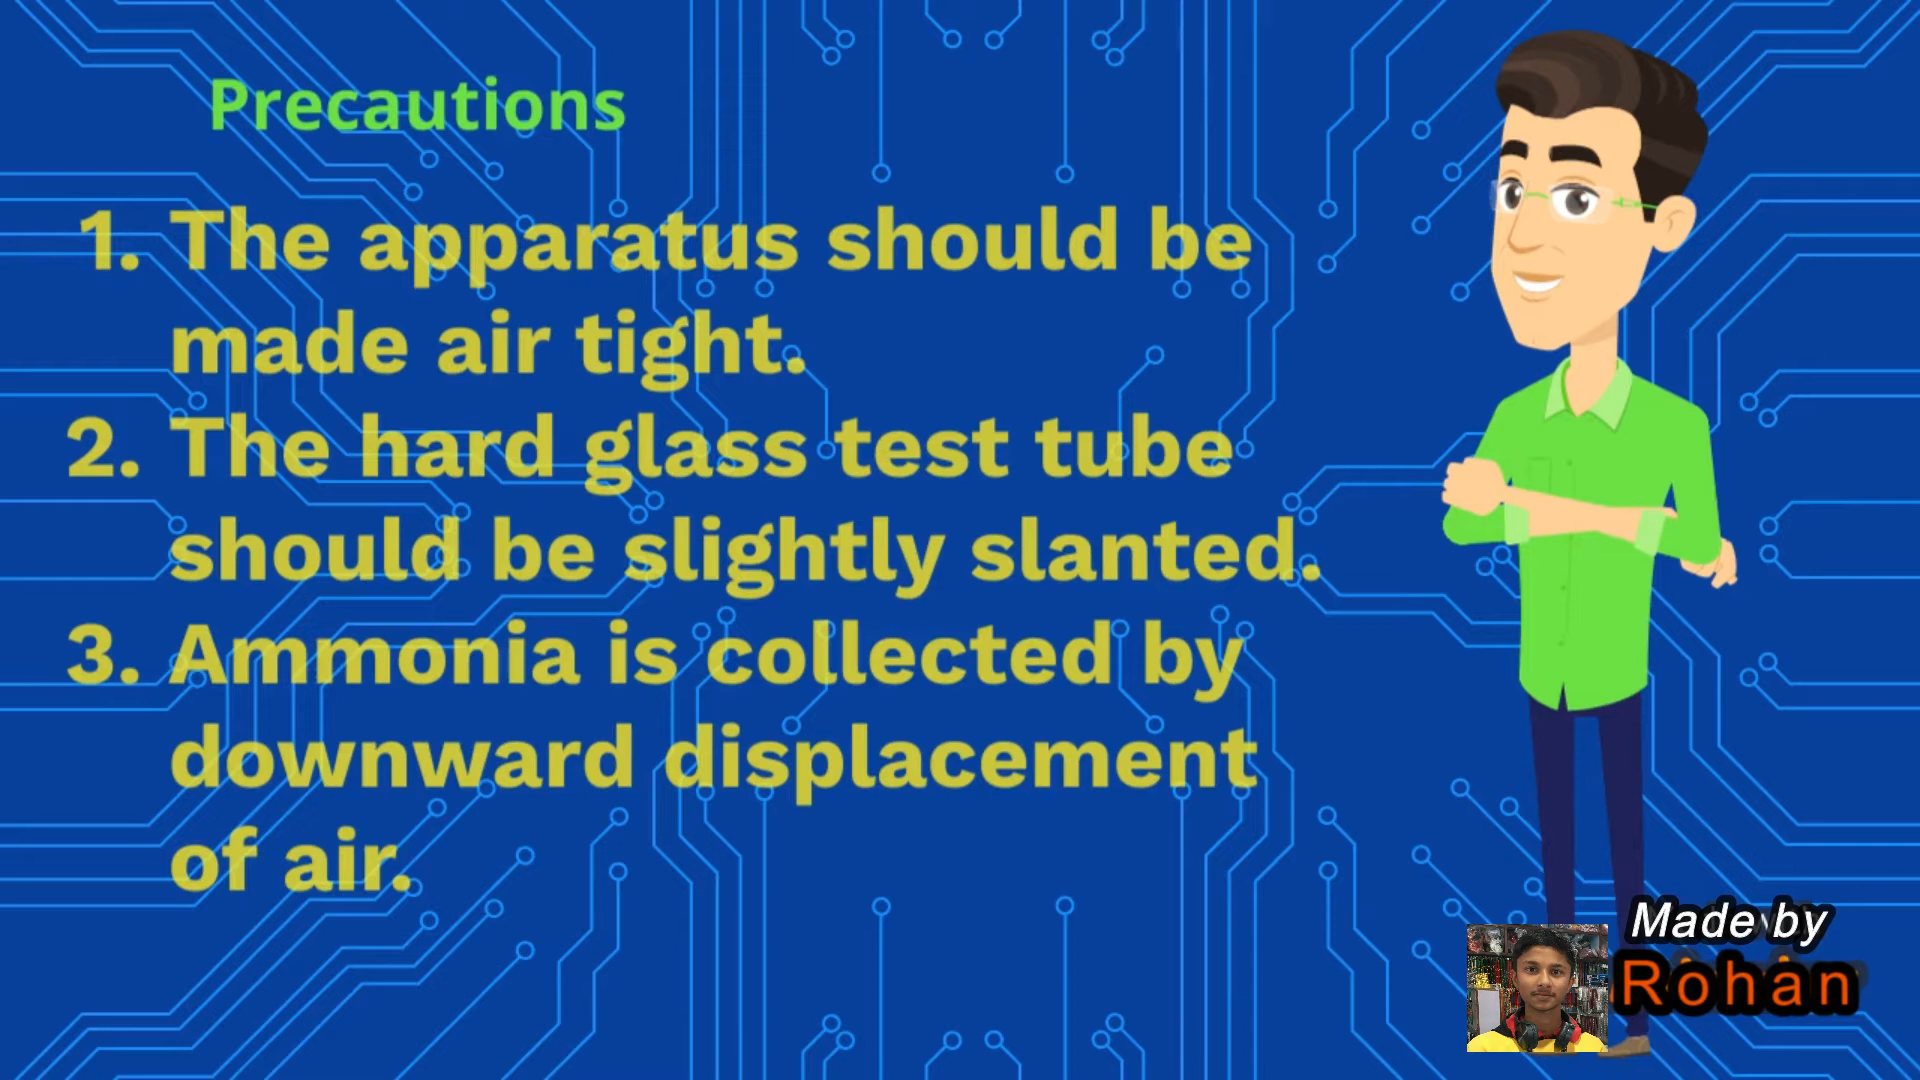 Precautions
1. The apparatus should be
made air tight.
2. The hard glass test tube
should be slightly slanted.
3. Ammonia is collected by
downward displacement
of air.
Made by
Rohan